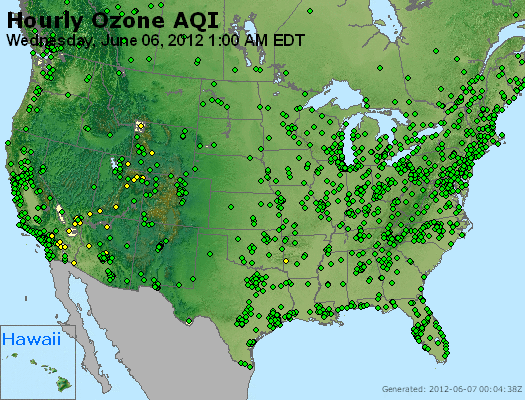 Hourly Ozone AQI
Wednesday, June 06, 2012 1:00 AM EDT
Hawaii
Generated: 2012-06-07 00:04:38Z